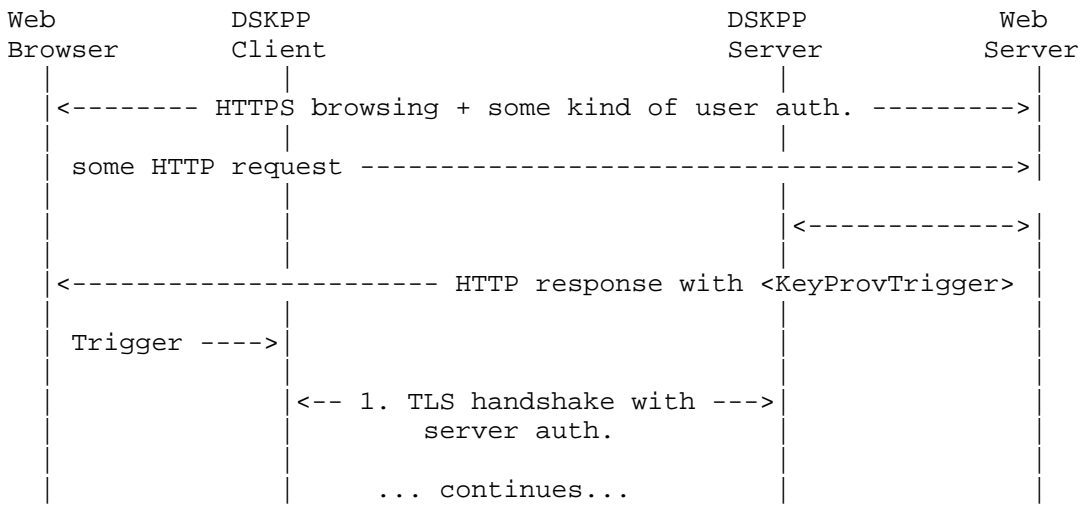 Web DSKPP DSKPP Web
Browser Client Server Server
<-------- HTTPS browsing + some kind of user auth. --------->
some HTTP request ----------------------------------------->
<------------->
<----------------------- HTTP response with <KeyProvTrigger>
Trigger ---->
<-- 1. TLS handshake with --->
server auth.
... continues...